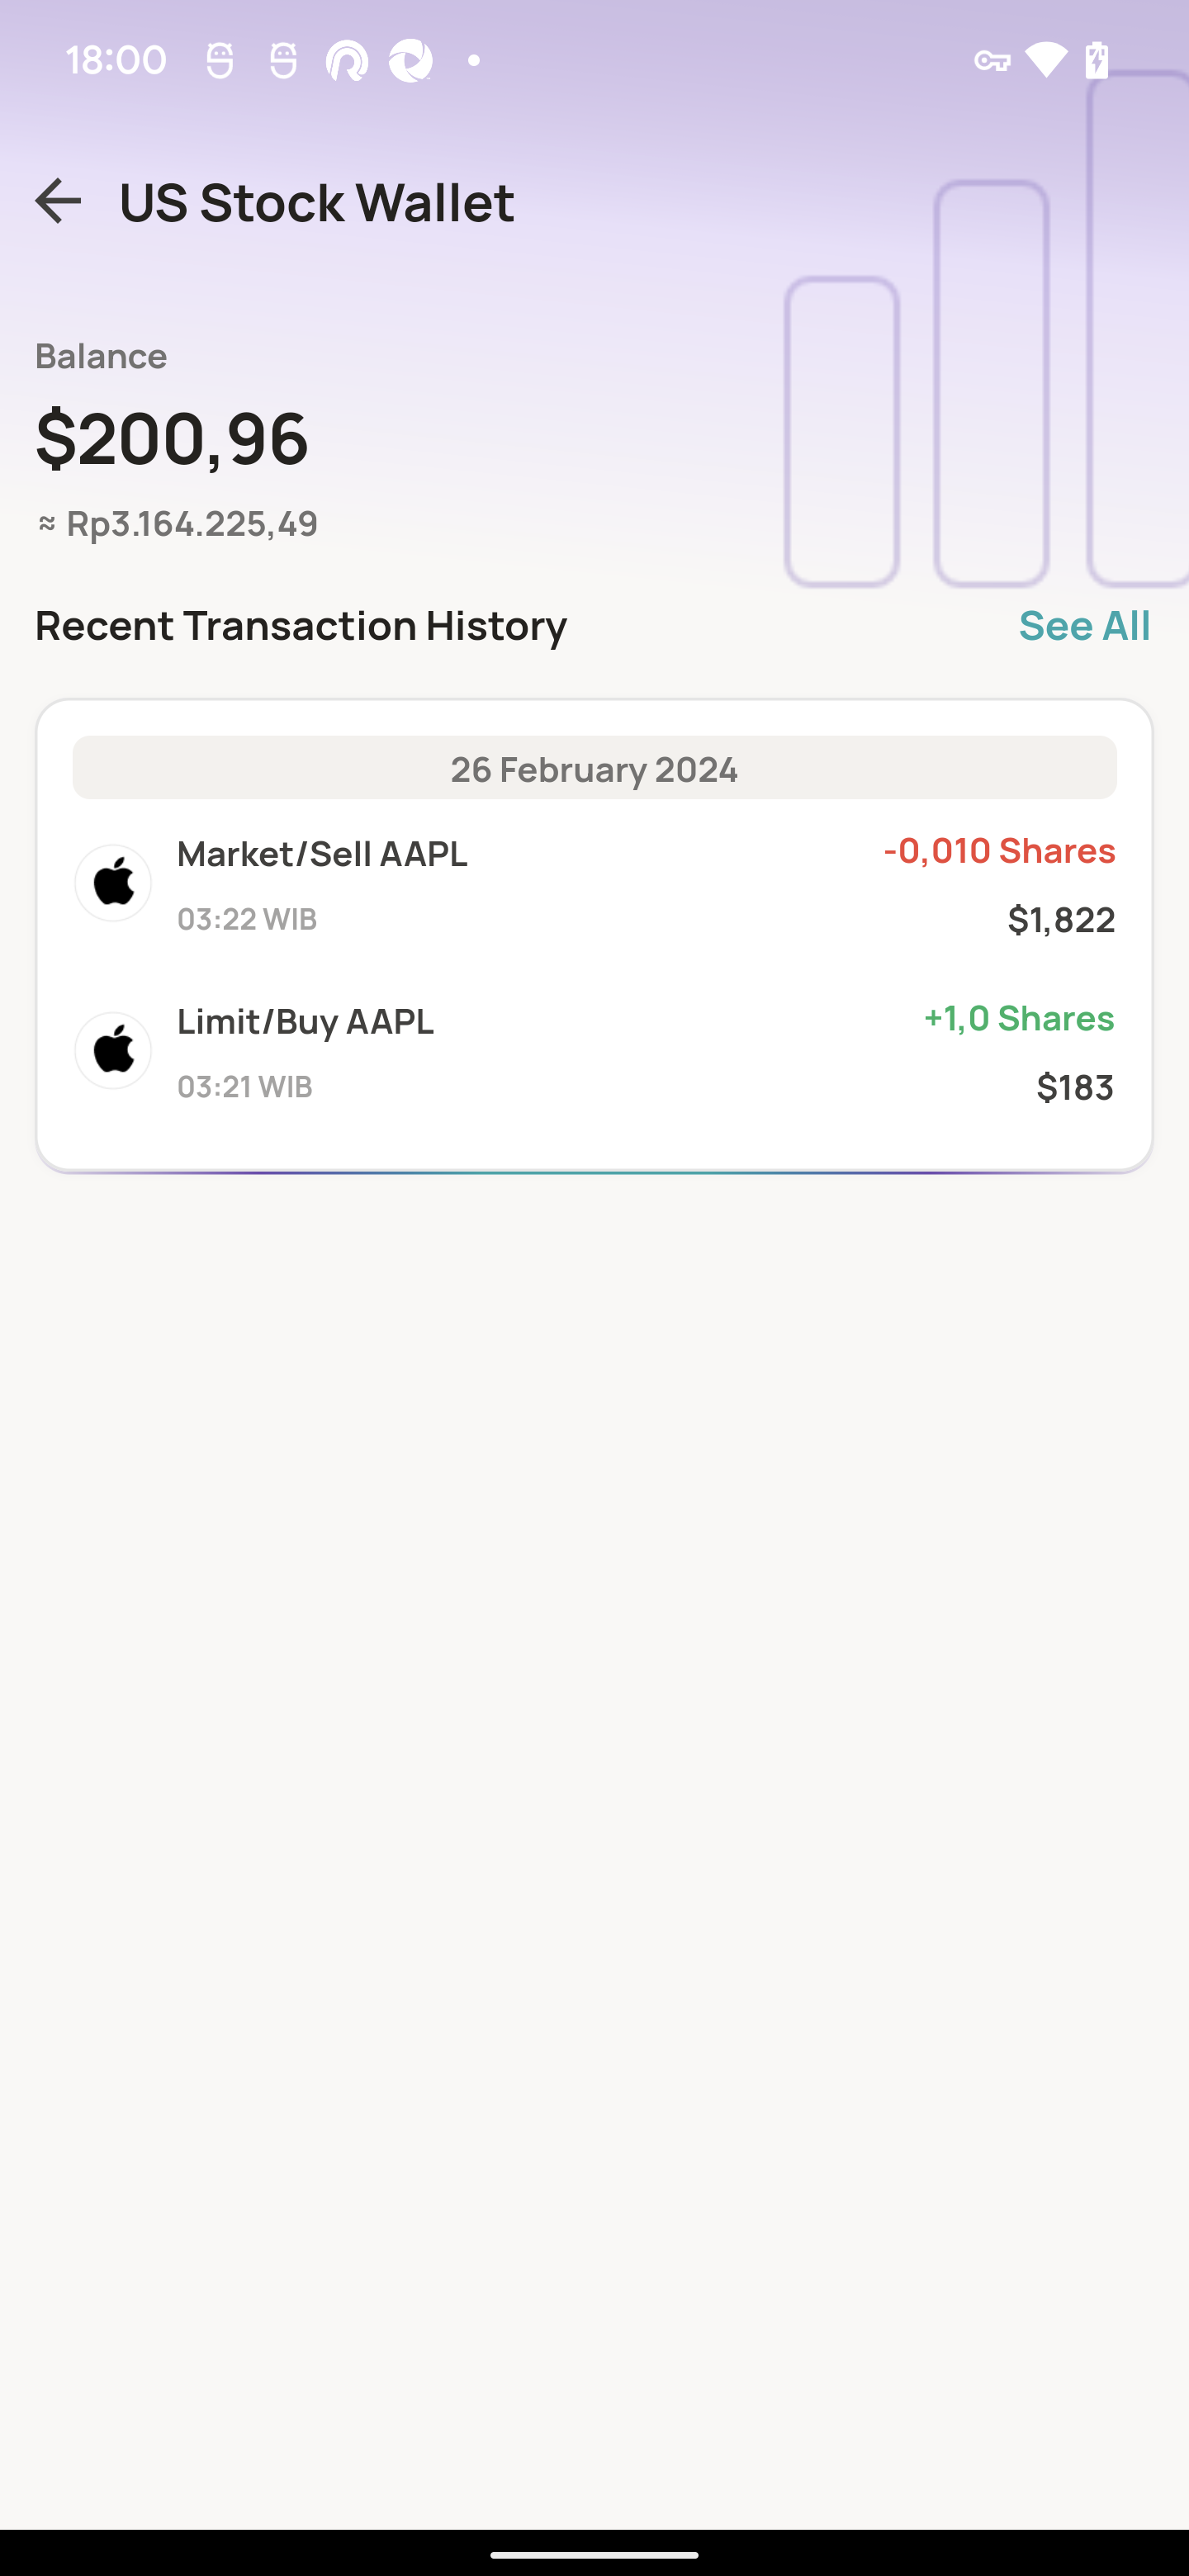 18:00
US Stock Wallet
Balance
$200,96
≈ Rp3.164.225,49
Recent Transaction History See All
26 February 2024
Market/Sell AAPL -0,010 Shares
03:22 WIB $1,822
Limit/Buy AAPL +1,0 Shares
03:21 WIB $183